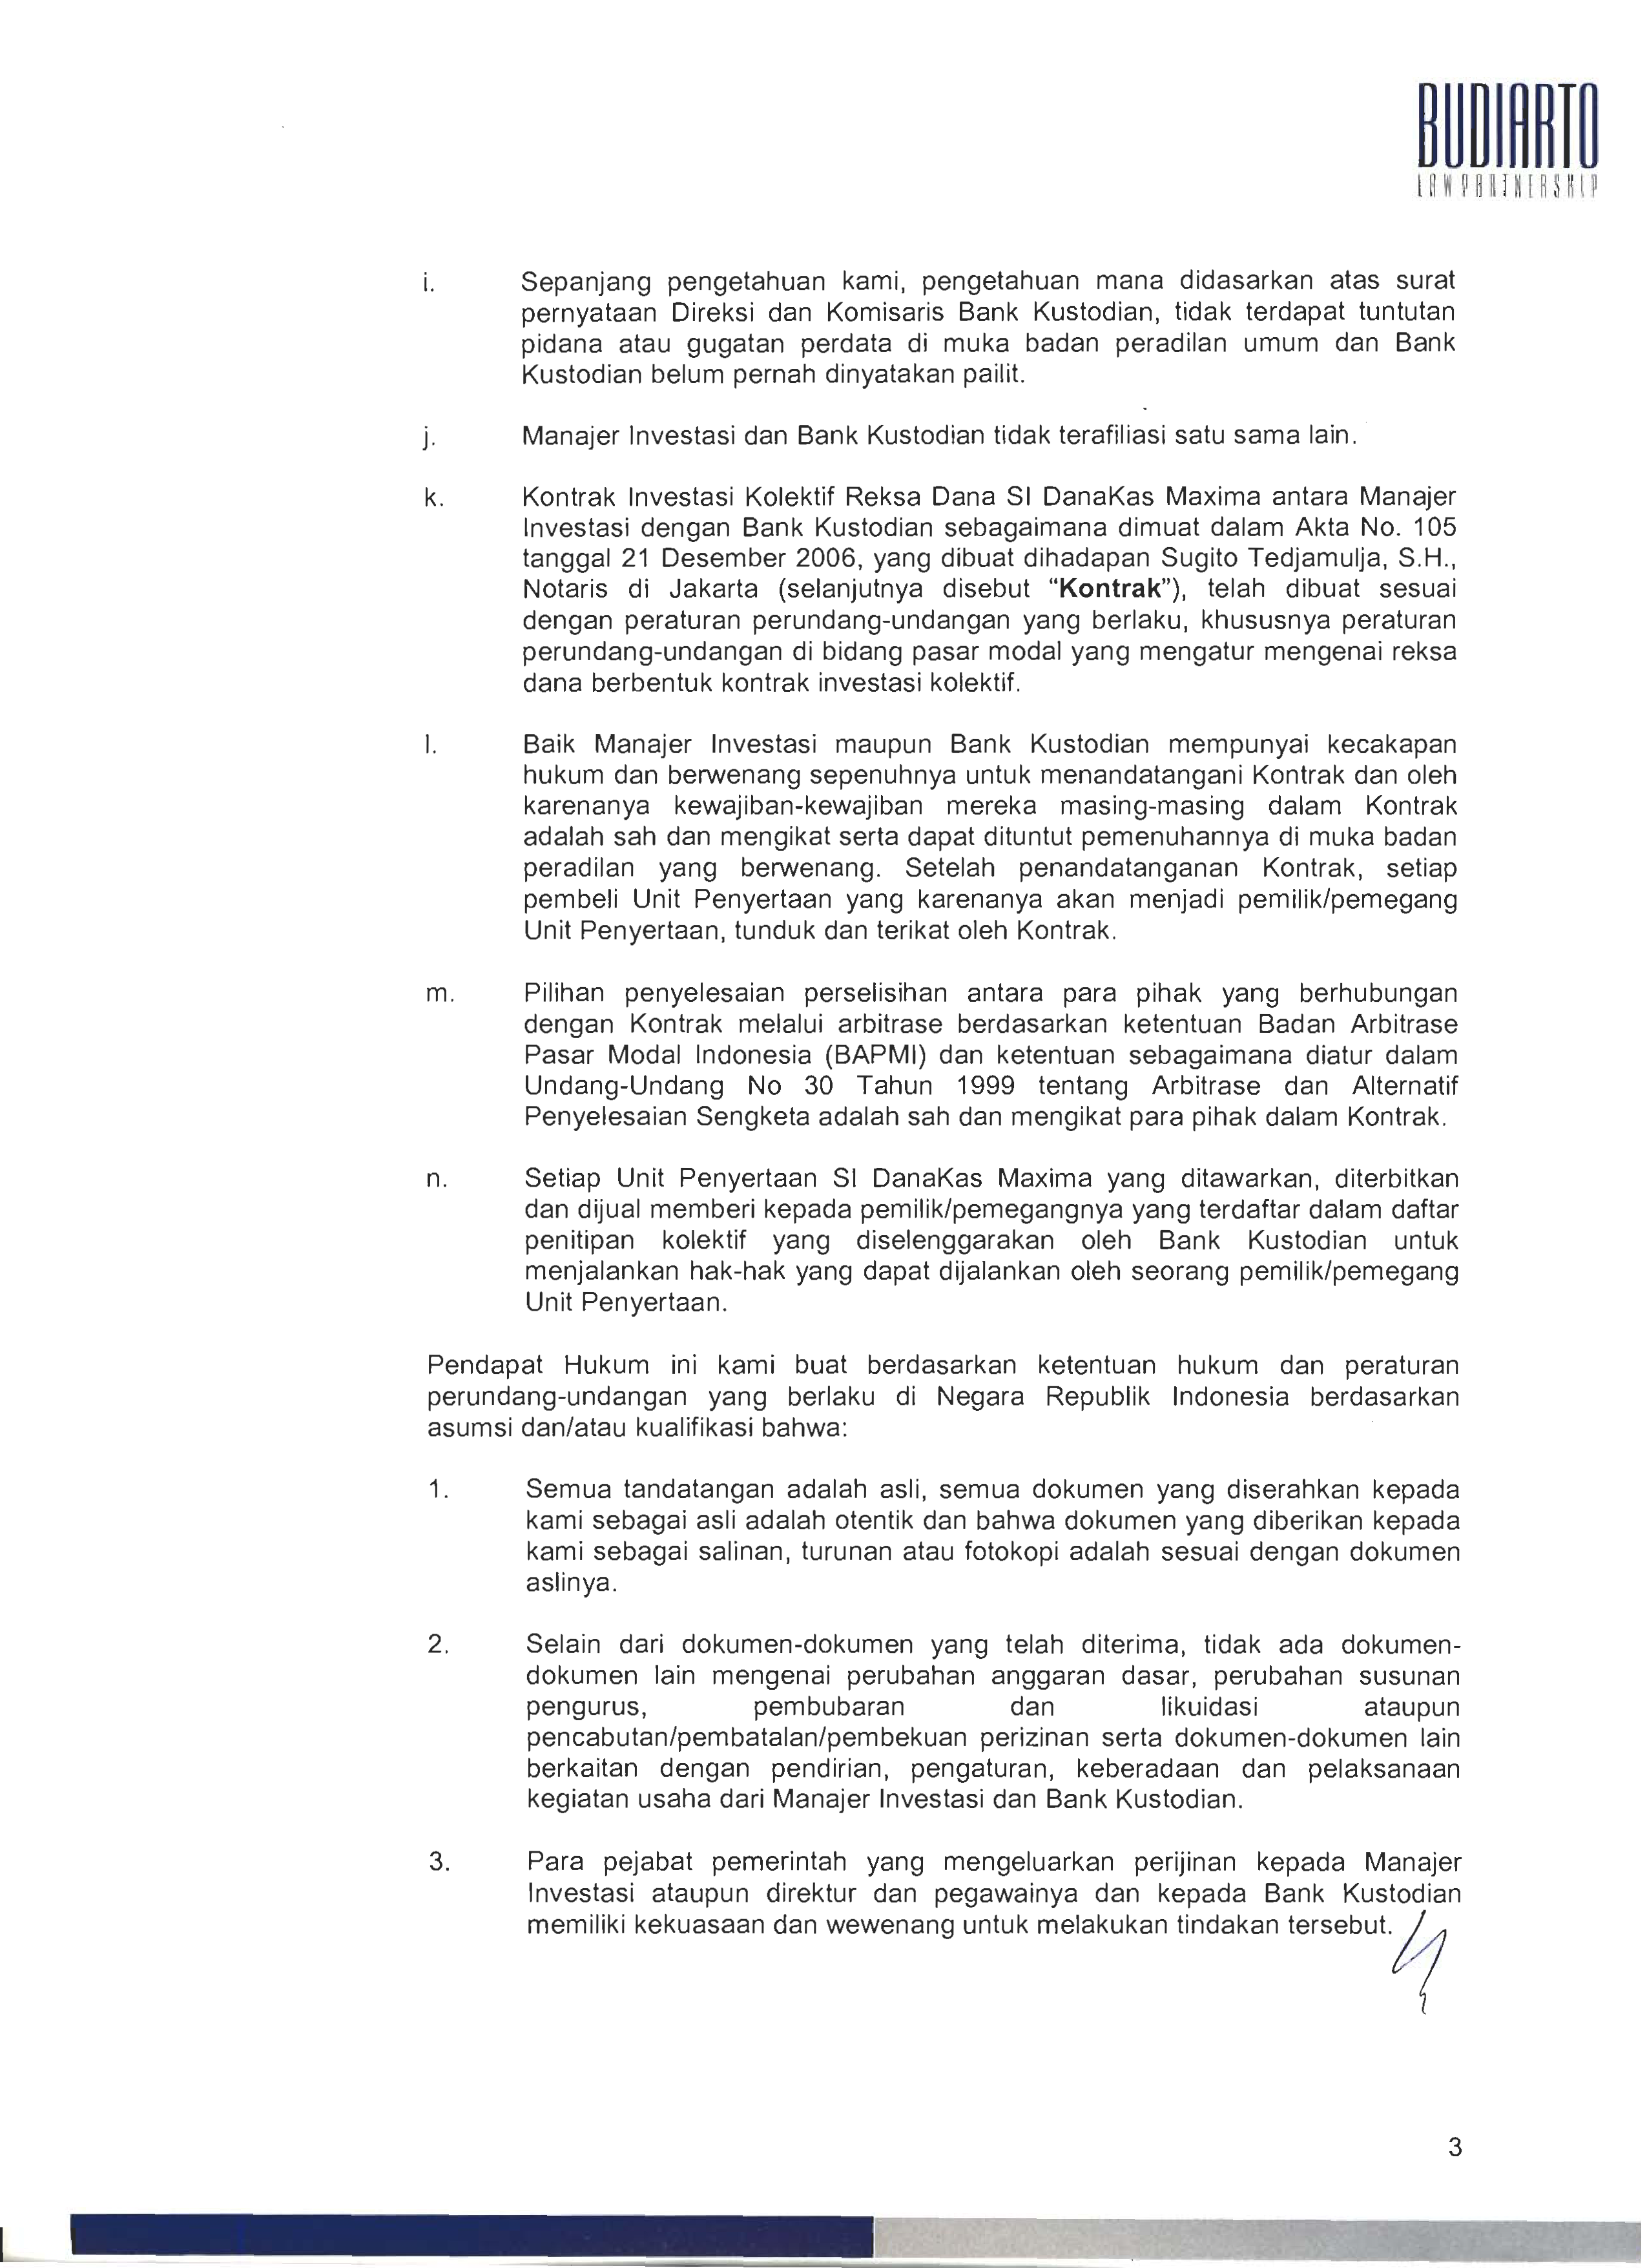 BUDIARTO
LAW PARTNERSHIP
i. Sepanjang pengetahuan kami, pengetahuan mana didasarkan atas surat
pernyataan Direksi dan Komisaris Bank Kustodian, tidak terdapat tuntutan
pidana atau gugatan perdata di muka badan peradilan umum dan Bank
Kustodian belum pernah dinyatakan pailit.
j. Manajer Investasi dan Bank Kustodian tidak terafiliasi satu sama lain.
k. Kontrak Investasi Kolektif Reksa Dana SI DanaKas Maxima antara Manajer
Investasi dengan Bank Kustodian sebagaimana dimuat dalam Akta No. 105
tanggal 21 Desember 2006, yang dibuat dihadapan Sugito Tedjamulja, S.H.,
Notaris di Jakarta (selanjutnya disebut “Kontrak”), telah dibuat sesuai
dengan peraturan perundang-undangan yang berlaku, khususnya peraturan
perundang-undangan di bidang pasar modal yang mengatur mengenai reksa
dana berbentuk kontrak investasi kolektif.
l. Baik Manajer Investasi maupun Bank Kustodian mempunyai kecakapan
hukum dan berwenang sepenuhnya untuk menandatangani Kontrak dan oleh
karenanya kewajiban-kewajiban mereka masing-masing dalam Kontrak
adalah sah dan mengikat serta dapat dituntut pemenuhannya di muka badan
peradilan yang berwenang. Setelah penandatanganan Kontrak, setiap
pembeli Unit Penyertaan yang karenanya akan menjadi pemilik/pemegang
Unit Penyertaan, tunduk dan terikat oleh Kontrak.
m. Pilihan penyelesaian perselisihan antara para pihak yang berhubungan
dengan Kontrak melalui arbitrase berdasarkan ketentuan Badan Arbitrase
Pasar Modal Indonesia (BAPMI) dan ketentuan sebagaimana diatur dalam
Undang-Undang No 30 Tahun 1999 tentang Arbitrase dan Alternatif
Penyelesaian Sengketa adalah sah dan mengikat para pihak dalam Kontrak.
n. Setiap Unit Penyertaan SI DanaKas Maxima yang ditawarkan, diterbitkan
dan dijual memberi kepada pemilik/pemegangnya yang terdaftar dalam daftar
penitipan kolektif yang diselenggarakan oleh Bank Kustodian untuk
menjalankan hak-hak yang dapat dijalankan oleh seorang pemilik/pemegang
Unit Penyertaan.
Pendapat Hukum ini kami buat berdasarkan ketentuan hukum dan peraturan
perundang-undangan yang berlaku di Negara Republik Indonesia berdasarkan
asumsi dan/atau kualifikasi bahwa:
1. Semua tandatangan adalah asli, semua dokumen yang diserahkan kepada
kami sebagai asli adalah otentik dan bahwa dokumen yang diberikan kepada
kami sebagai salinan, turunan atau fotokopi adalah sesuai dengan dokumen
aslinya.
2. Selain dari dokumen-dokumen yang telah diterima, tidak ada dokumen-
dokumen lain mengenai perubahan anggaran dasar, perubahan susunan
pengurus, pembubaran dan likuidasi ataupun
pencabutan/pembatalan/pembekuan perizinan serta dokumen-dokumen lain
berkaitan dengan pendirian, pengaturan, keberadaan dan pelaksanaan
kegiatan usaha dari Manajer Investasi dan Bank Kustodian.
3. Para pejabat pemerintah yang mengeluarkan perijinan kepada Manajer
Investasi ataupun direktur dan pegawainya dan kepada Bank Kustodian
memiliki kekuasaan dan wewenang untuk melakukan tindakan tersebut.
3